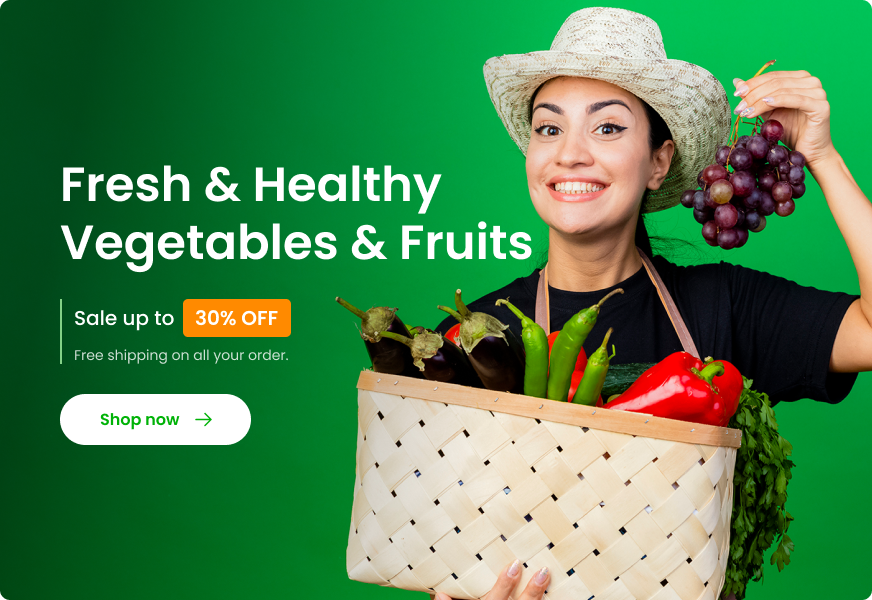 Fresh & Healthy
Vegetables & Fruits
Sale up to 30% OFF
Free shipping on all your order.
Shop now →